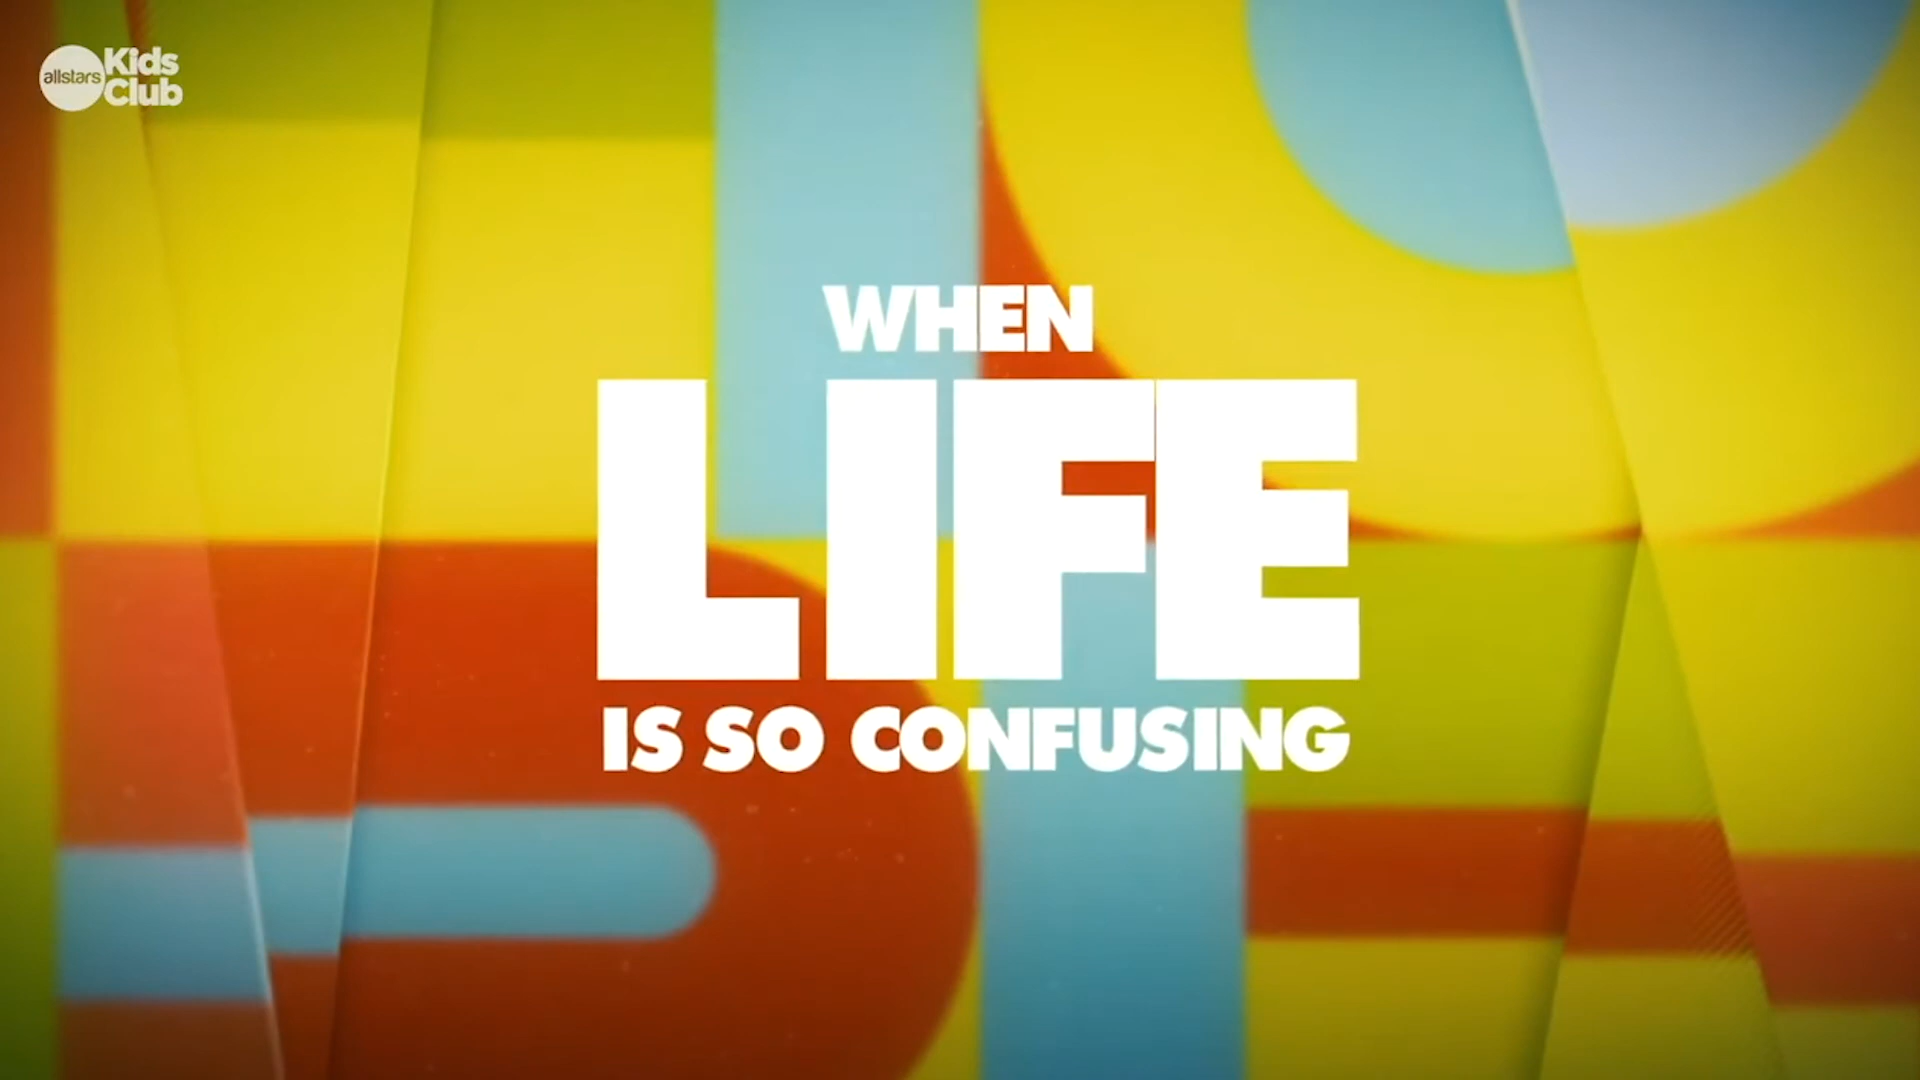 allstars
Kids
Club
WHEN
LIFE
IS SO CONFUSING